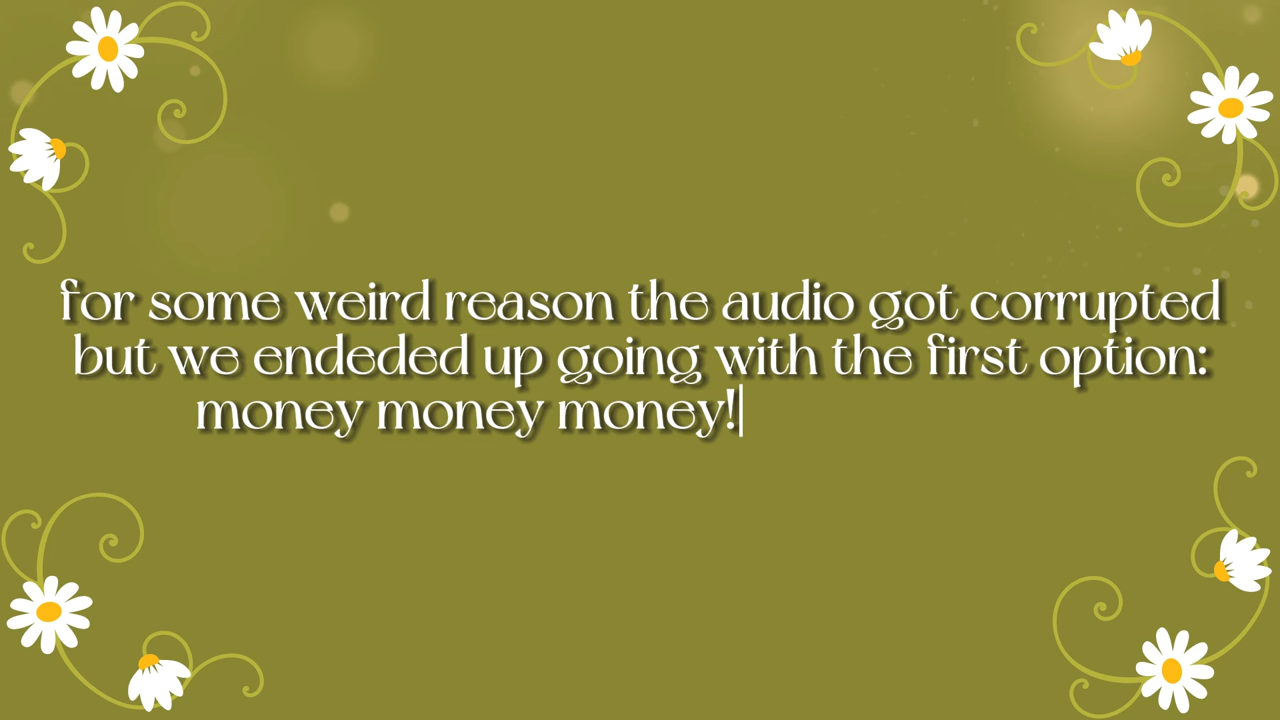 for some weird reason the audio got corrupted
but we endeded up going with the first option:
money money money!